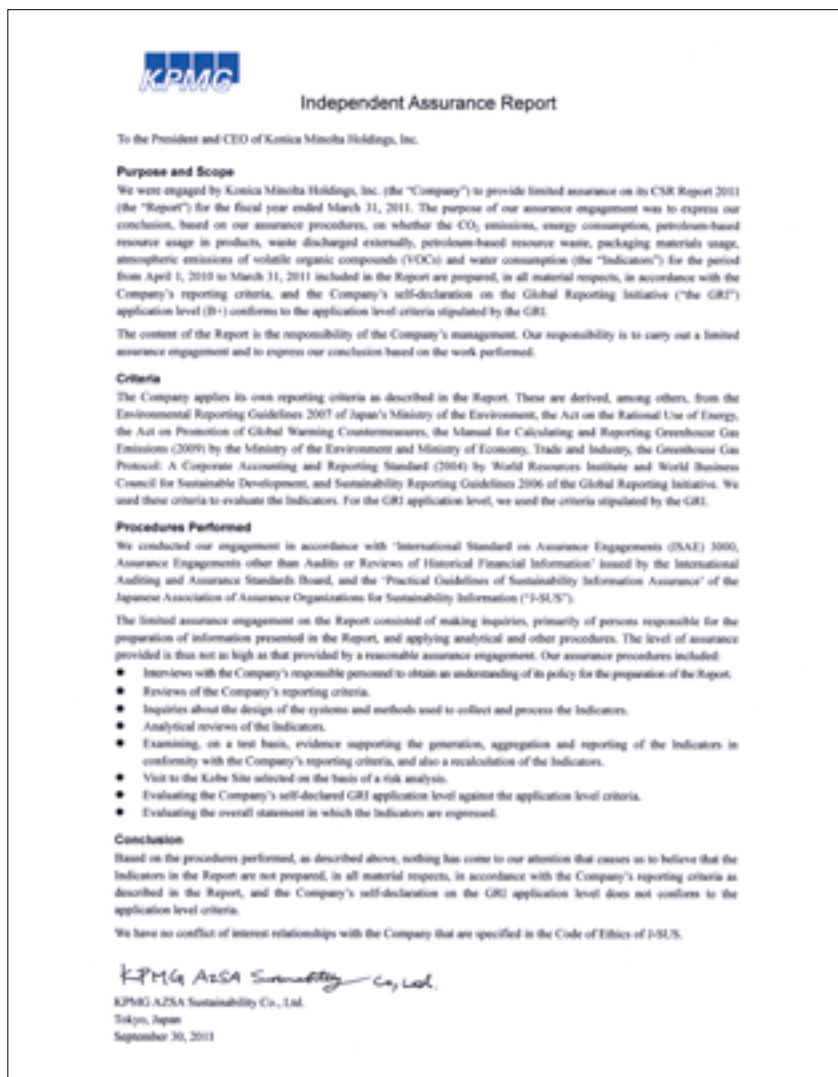 KPMG
Independent Assurance Report
To the President and CEO of Konica Minolta Holdings, Inc.
Purpose and Scope
We were engaged by Konica Minolta Holdings, Inc. (the “Company”) to provide limited assurance on its CSR Report 2011
(the “Report”) for the fiscal year ended March 31, 2011. The purpose of our assurance engagement was to express our
conclusion, based on our assurance procedures, on whether the CO₂ emissions, energy consumption, petroleum-based
resource usage in products, waste discharged externally, petroleum-based resource waste, packaging materials usage,
atmospheric emissions of volatile organic compounds (VOCs) and water consumption (the “Indicators”) for the period
from April 1, 2010 to March 31, 2011 included in the Report are prepared, in all material respects, in accordance with the
Company’s reporting criteria, and the Company’s self-declaration on the Global Reporting Initiative (“the GRI”)
application level (B+) conforms to the application level criteria stipulated by the GRI.
The content of the Report is the responsibility of the Company’s management. Our responsibility is to carry out a limited
assurance engagement and to express our conclusion based on the work performed.
Criteria
The Company applies its own reporting criteria as described in the Report. These are derived, among others, from the
Environmental Reporting Guidelines 2007 of Japan’s Ministry of the Environment, the Act on the Rational Use of Energy,
the Act on Promotion of Global Warming Countermeasures, the Manual for Calculating and Reporting Greenhouse Gas
Emissions (2009) by the Ministry of the Environment and Ministry of Economy, Trade and Industry, the Greenhouse Gas
Protocol: A Corporate Accounting and Reporting Standard (2004) by World Resources Institute and World Business
Council for Sustainable Development, and Sustainability Reporting Guidelines 2006 of the Global Reporting Initiative. We
used these criteria to evaluate the Indicators. For the GRI application level, we used the criteria stipulated by the GRI.
Procedures Performed
We conducted our engagement in accordance with ‘International Standard on Assurance Engagements (ISAE) 3000,
Assurance Engagements other than Audits or Reviews of Historical Financial Information’ issued by the International
Auditing and Assurance Standards Board, and the ‘Practical Guidelines of Sustainability Information Assurance’ of the
Japanese Association of Assurance Organizations for Sustainability Information (“J-SUS”).
The limited assurance engagement on the Report consisted of making inquiries, primarily of persons responsible for the
preparation of information presented in the Report, and applying analytical and other procedures. The level of assurance
provided is thus not as high as that provided by a reasonable assurance engagement. Our assurance procedures included:
● Interviews with the Company’s responsible personnel to obtain an understanding of its policy for the preparation of the Report.
● Reviews of the Company’s reporting criteria.
● Inquiries about the design of the systems and methods used to collect and process the Indicators.
● Analytical reviews of the Indicators.
● Examining, on a test basis, evidence supporting the generation, aggregation and reporting of the Indicators in
conformity with the Company’s reporting criteria, and also a recalculation of the Indicators.
● Visit to the Kobe Site selected on the basis of a risk analysis.
● Evaluating the Company’s self-declared GRI application level against the application level criteria.
● Evaluating the overall statement in which the Indicators are expressed.
Conclusion
Based on the procedures performed, as described above, nothing has come to our attention that causes us to believe that the
Indicators in the Report are not prepared, in all material respects, in accordance with the Company’s reporting criteria as
described in the Report, and the Company’s self-declaration on the GRI application level does not conform to the
application level criteria.
We have no conflict of interest relationships with the Company that are specified in the Code of Ethics of J-SUS.
KPMG AZSA Sustainability Co., Ltd.
KPMG AZSA Sustainability Co., Ltd.
Tokyo, Japan
September 30, 2011